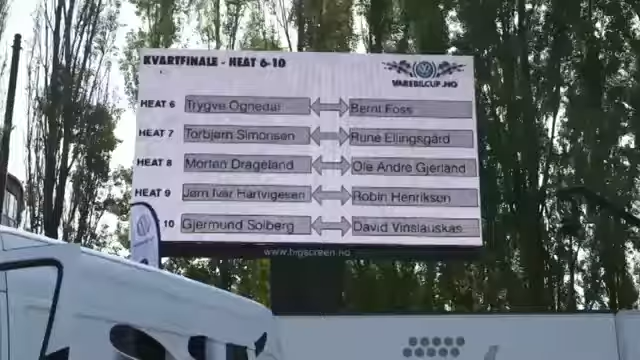 KVARTFINALE - HEAT 6-10
VAREBILCUP.NO
HEAT 6 Trygve Ognedal Bernt Foss
HEAT 7 Torbjørn Simonsen Rune Ellingsgård
HEAT 8 Morten Drageland Ole Andre Gjerland
HEAT 9 Jørn Ivar Hartvigesen Robin Henriksen
10 Gjermund Solberg David Vinslauskas
www.bigscreen.no